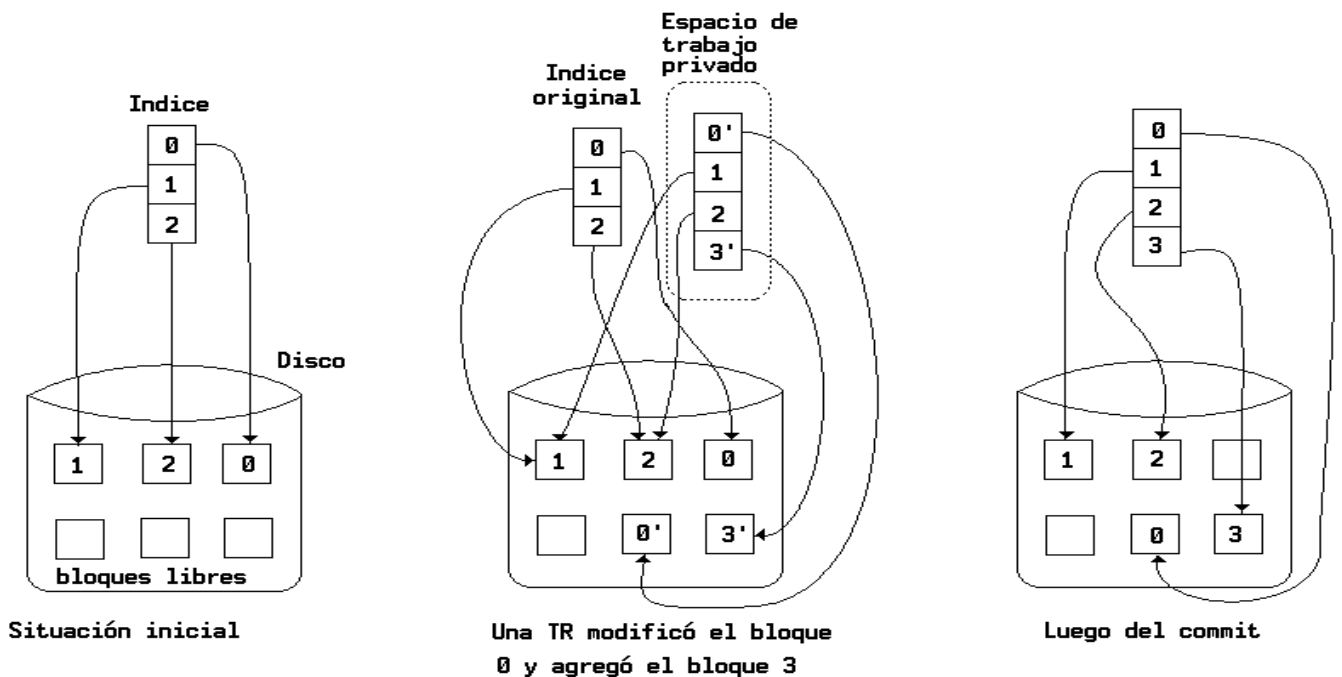 Indice
0
1
2
Disco
1
2
0
bloques libres
Situación inicial
Espacio de
trabajo
privado
Indice
original
0
1
2
0'
1
2
3'
1
2
0
0'
3'
Una TR modificó el bloque
0 y agregó el bloque 3
0
1
2
3
1
2
0
3
Luego del commit